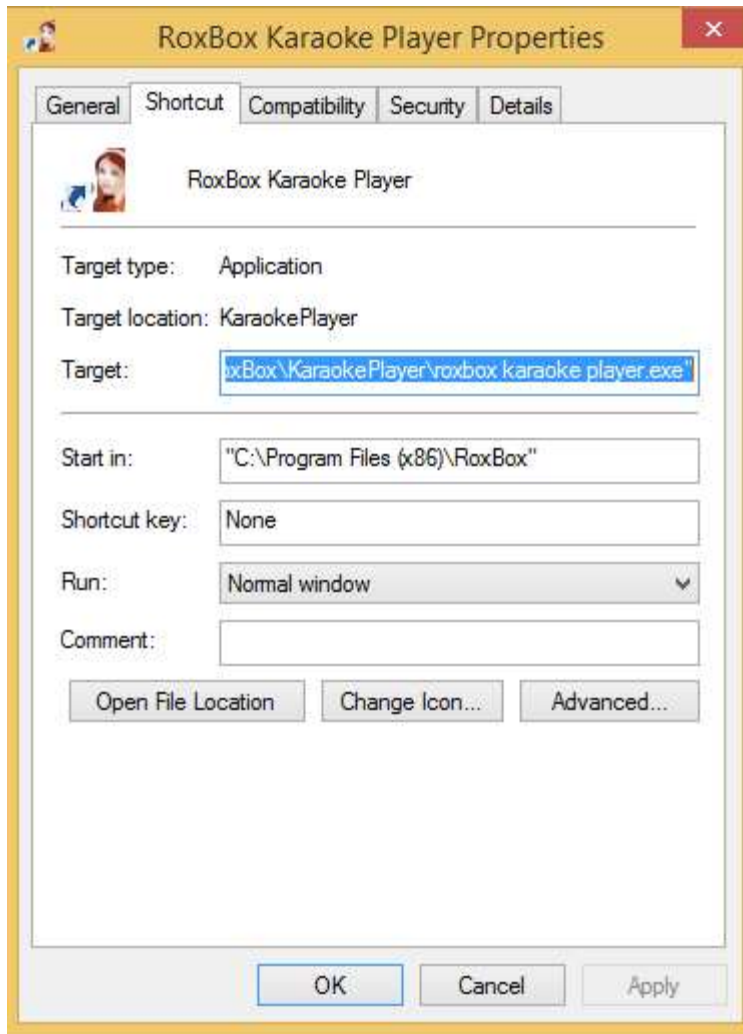 RoxBox Karaoke Player Properties
General Shortcut Compatibility Security Details
RoxBox Karaoke Player
Target type: Application
Target location: KaraokePlayer
Target: oxBox\KaraokePlayer\roxbox karaoke player.exe"
Start in: "C:\Program Files (x86)\RoxBox"
Shortcut key: None
Run: Normal window
Comment:
Open File Location Change Icon... Advanced...
OK Cancel Apply